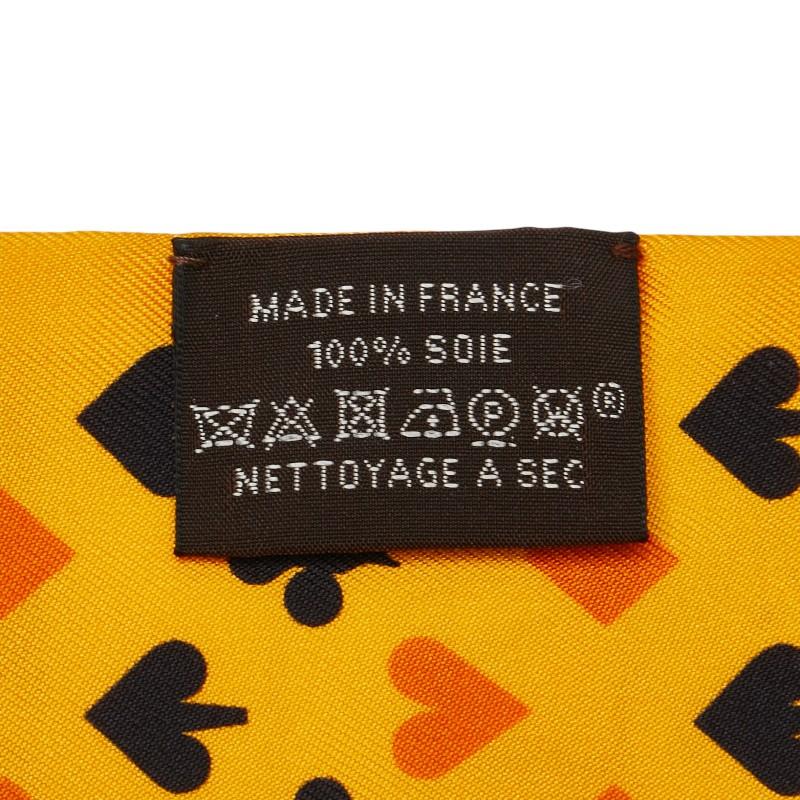 MADE IN FRANCE
100% SOIE
P W ®
NETTOYAGE A SEC